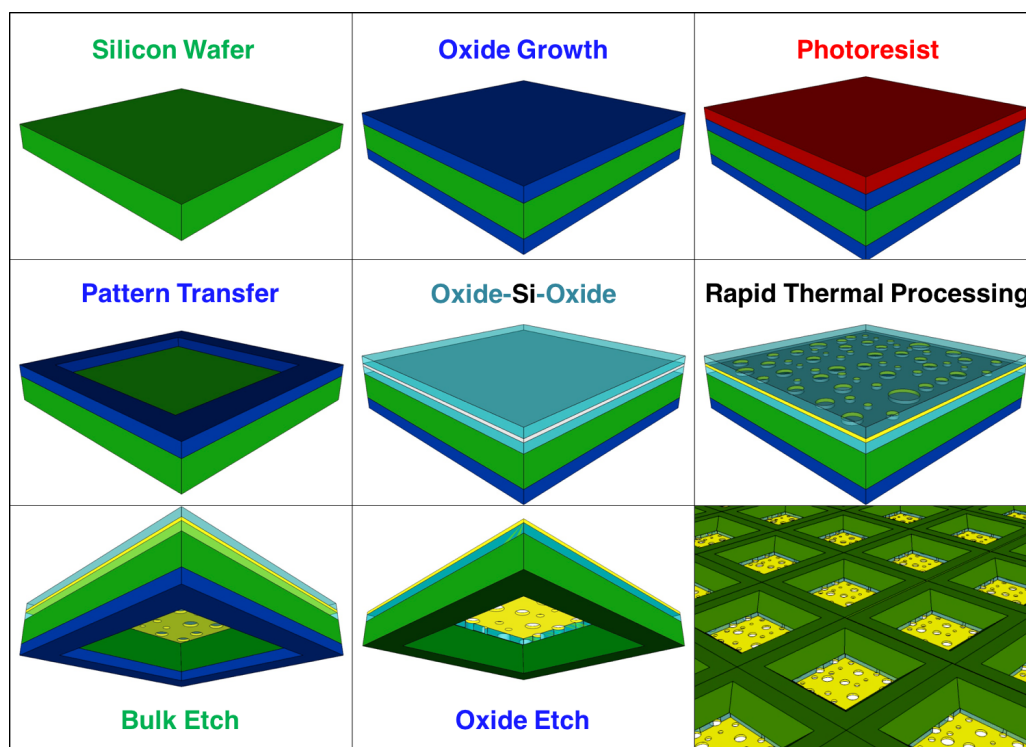 Silicon Wafer
Oxide Growth
Photoresist
Pattern Transfer
Oxide-Si-Oxide
Rapid Thermal Processing
Bulk Etch
Oxide Etch